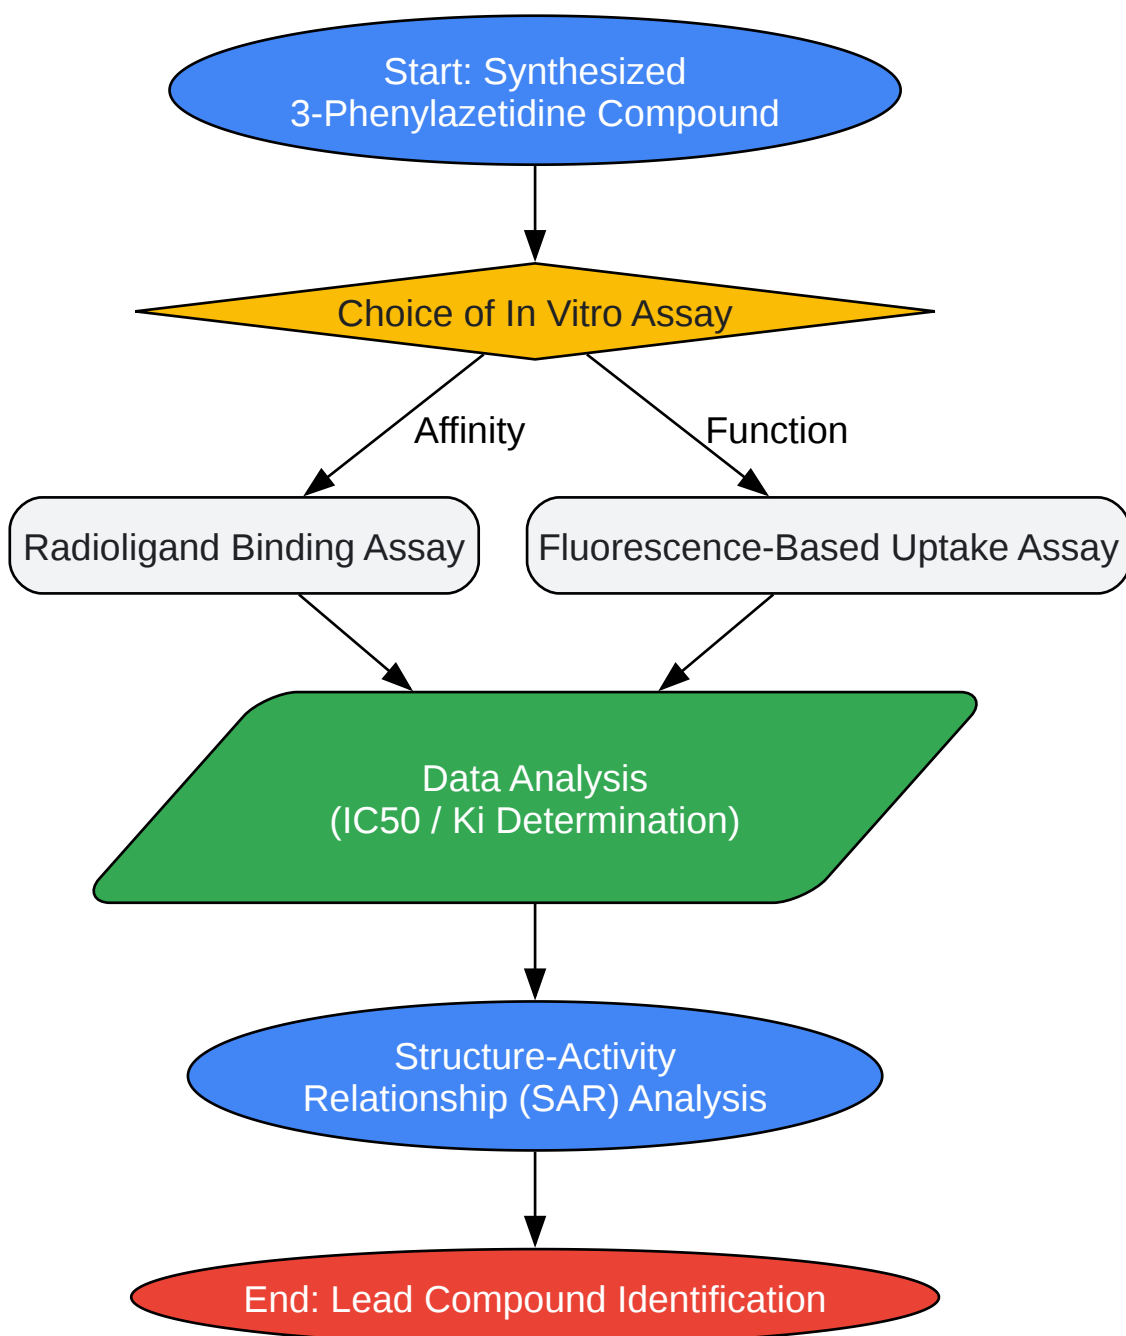 Start: Synthesized
3-Phenylazetidine Compound
Choice of In Vitro Assay
Affinity
Function
Radioligand Binding Assay
Fluorescence-Based Uptake Assay
Data Analysis
(IC50 / Ki Determination)
Structure-Activity
Relationship (SAR) Analysis
End: Lead Compound Identification